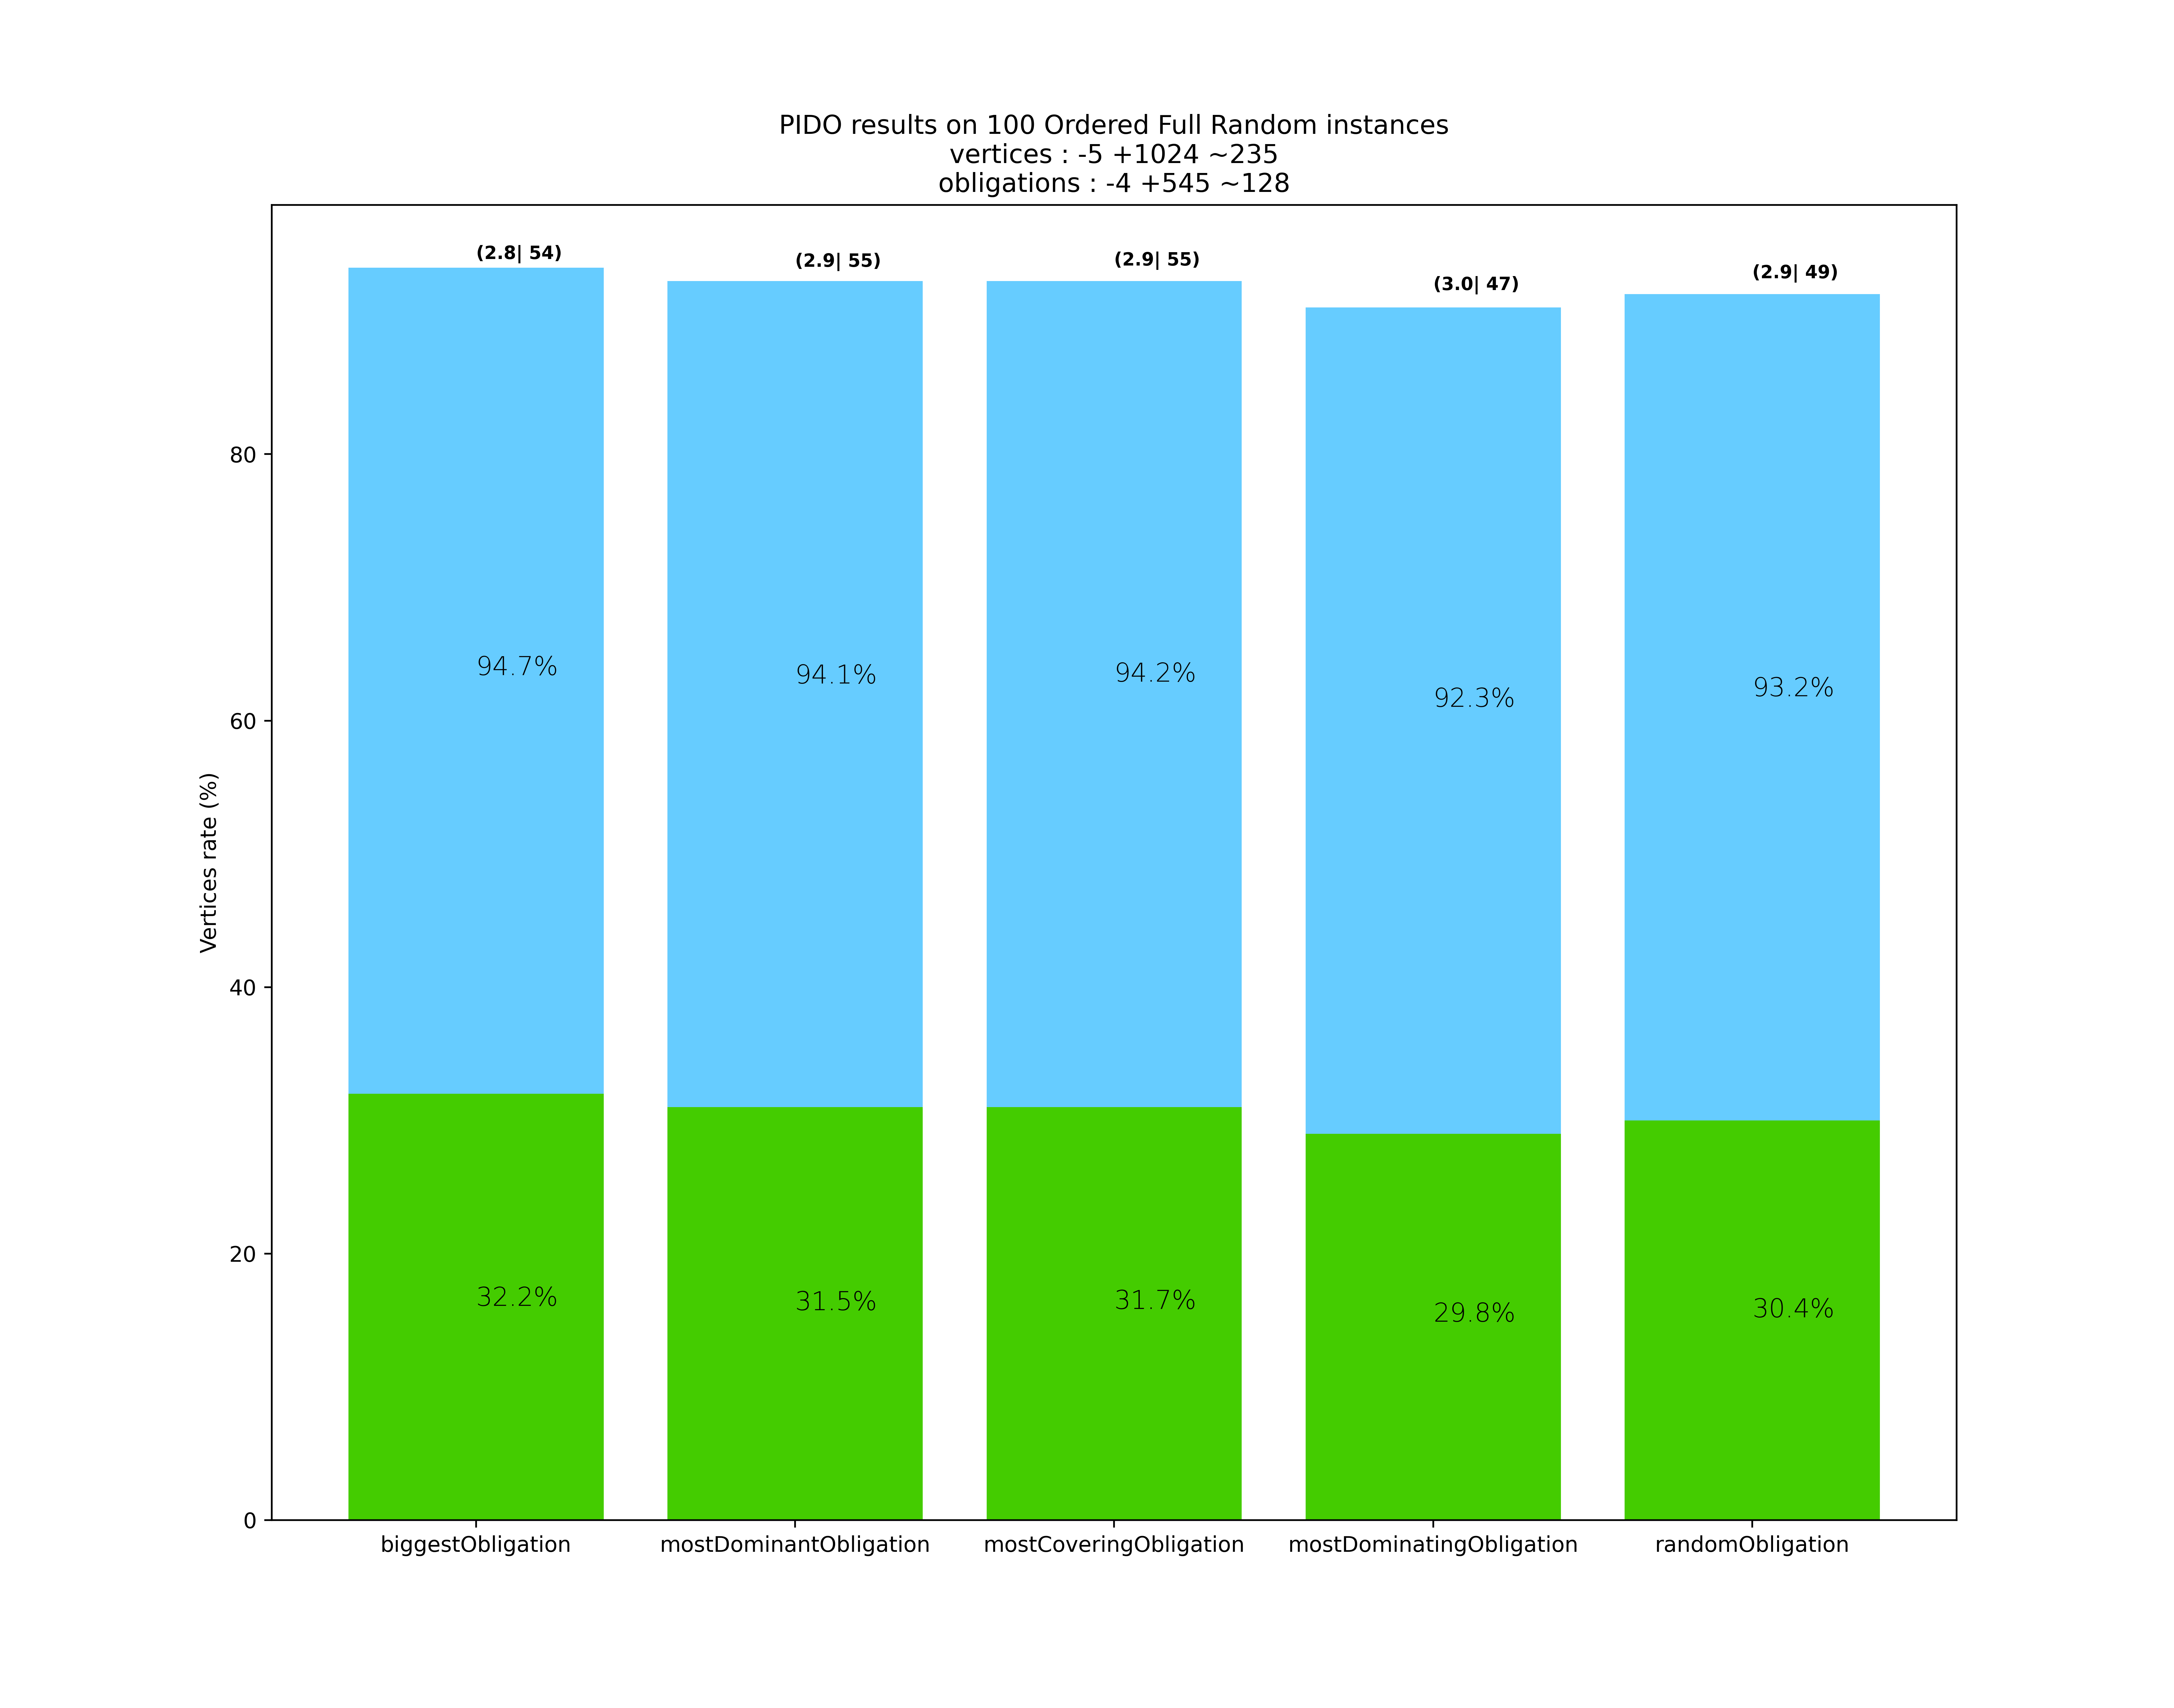 PIDO results on 100 Ordered Full Random instances
vertices : -5 +1024 ~235
obligations : -4 +545 ~128
(2.8| 54)
(2.9| 55)
(2.9| 55)
(3.0| 47)
(2.9| 49)
80
94.7%
94.1%
94.2%
92.3%
93.2%
60
Vertices rate (%)
40
20
32.2%
31.5%
31.7%
29.8%
30.4%
0
biggestObligation
mostDominantObligation
mostCoveringObligation
mostDominatingObligation
randomObligation